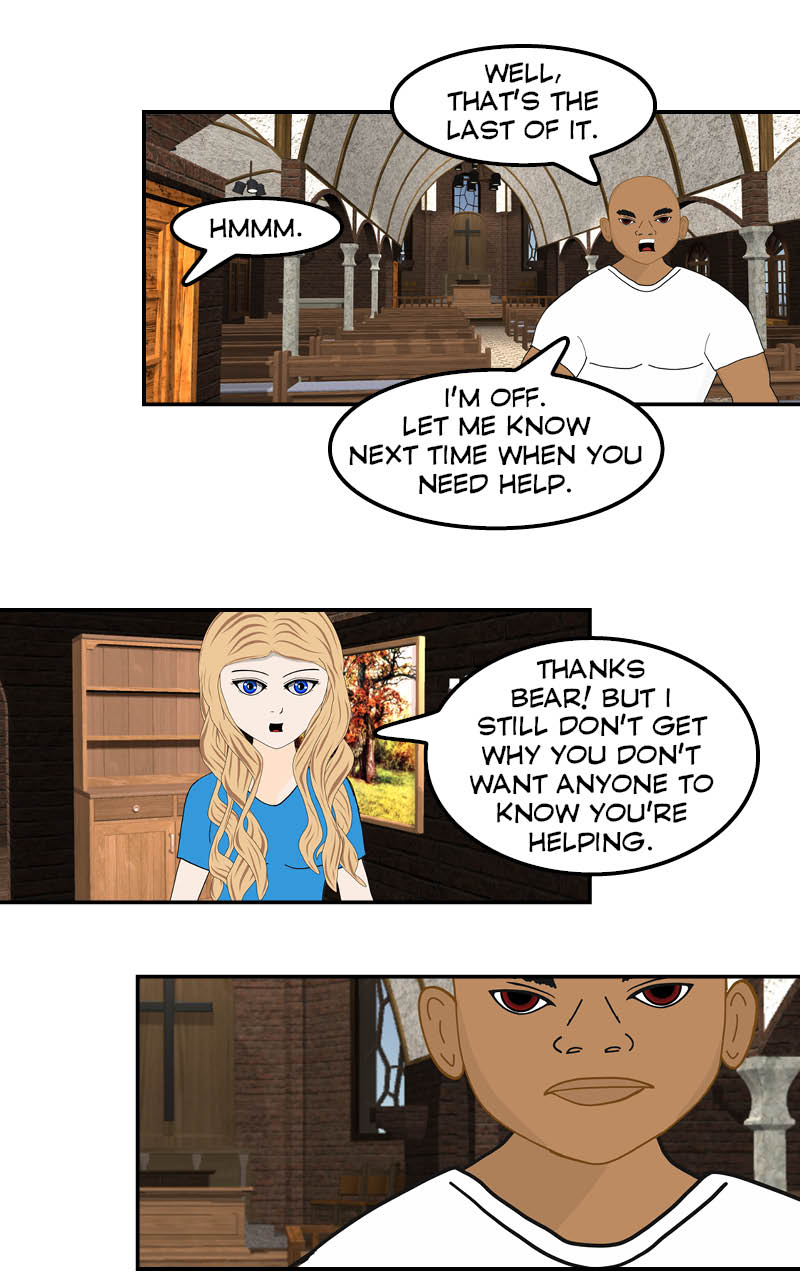 WELL,
THAT'S THE
LAST OF IT.
HMMM.
I'M OFF.
LET ME KNOW
NEXT TIME WHEN YOU
NEED HELP.
THANKS
BEAR! BUT I
STILL DON'T GET
WHY YOU DON'T
WANT ANYONE TO
KNOW YOU'RE
HELPING.